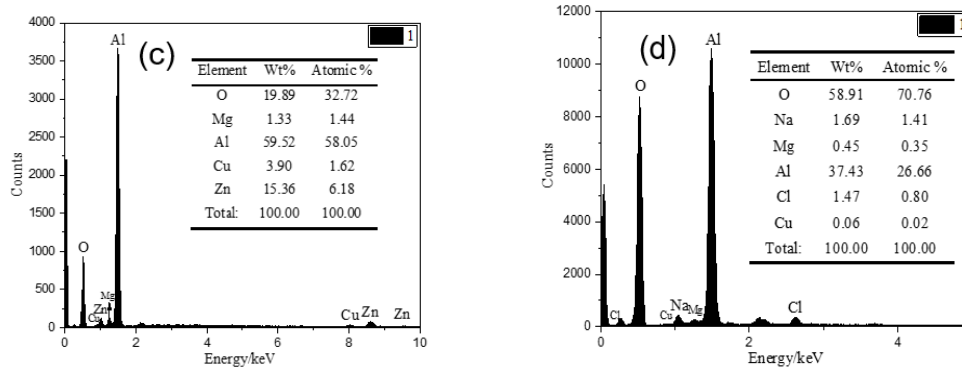 (c)
1
Al
O
Cu
Zn
Mg
Cu
Zn
Zn
4000
3500
3000
2500
2000
1500
1000
500
0
Counts
0 2 4 6 8 10
Energy/keV
Element Wt% Atomic %
O 19.89 32.72
Mg 1.33 1.44
Al 59.52 58.05
Cu 3.90 1.62
Zn 15.36 6.18
Total: 100.00 100.00
(d)
Al
O
Cl
Cu
Na
Mg
Cl
12000
10000
8000
6000
4000
2000
0
Counts
0 2 4
Energy/keV
Element Wt% Atomic %
O 58.91 70.76
Na 1.69 1.41
Mg 0.45 0.35
Al 37.43 26.66
Cl 1.47 0.80
Cu 0.06 0.02
Total: 100.00 100.00